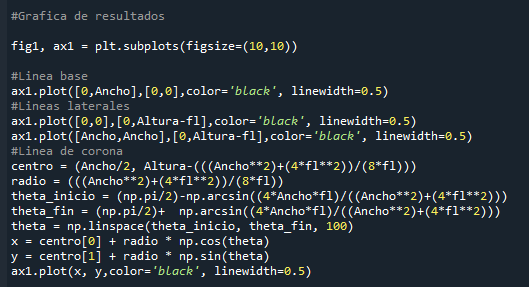 #Grafica de resultados
fig1, ax1 = plt.subplots(figsize=(10,10))
#Linea base
ax1.plot([0,Ancho],[0,0],color='black', linewidth=0.5)
#Lineas laterales
ax1.plot([0,0],[0,Altura-fl],color='black', linewidth=0.5)
ax1.plot([Ancho,Ancho],[0,Altura-fl],color='black', linewidth=0.5)
#Linea de corona
centro = (Ancho/2, Altura-(((Ancho**2)+(4*fl**2))/(8*fl)))
radio = (((Ancho**2)+(4*fl**2))/(8*fl))
theta_inicio = (np.pi/2)-np.arcsin((4*Ancho*fl)/((Ancho**2)+(4*fl**2)))
theta_fin = (np.pi/2)+  np.arcsin((4*Ancho*fl)/((Ancho**2)+(4*fl**2)))
theta = np.linspace(theta_inicio, theta_fin, 100)
x = centro[0] + radio * np.cos(theta)
y = centro[1] + radio * np.sin(theta)
ax1.plot(x, y,color='black', linewidth=0.5)